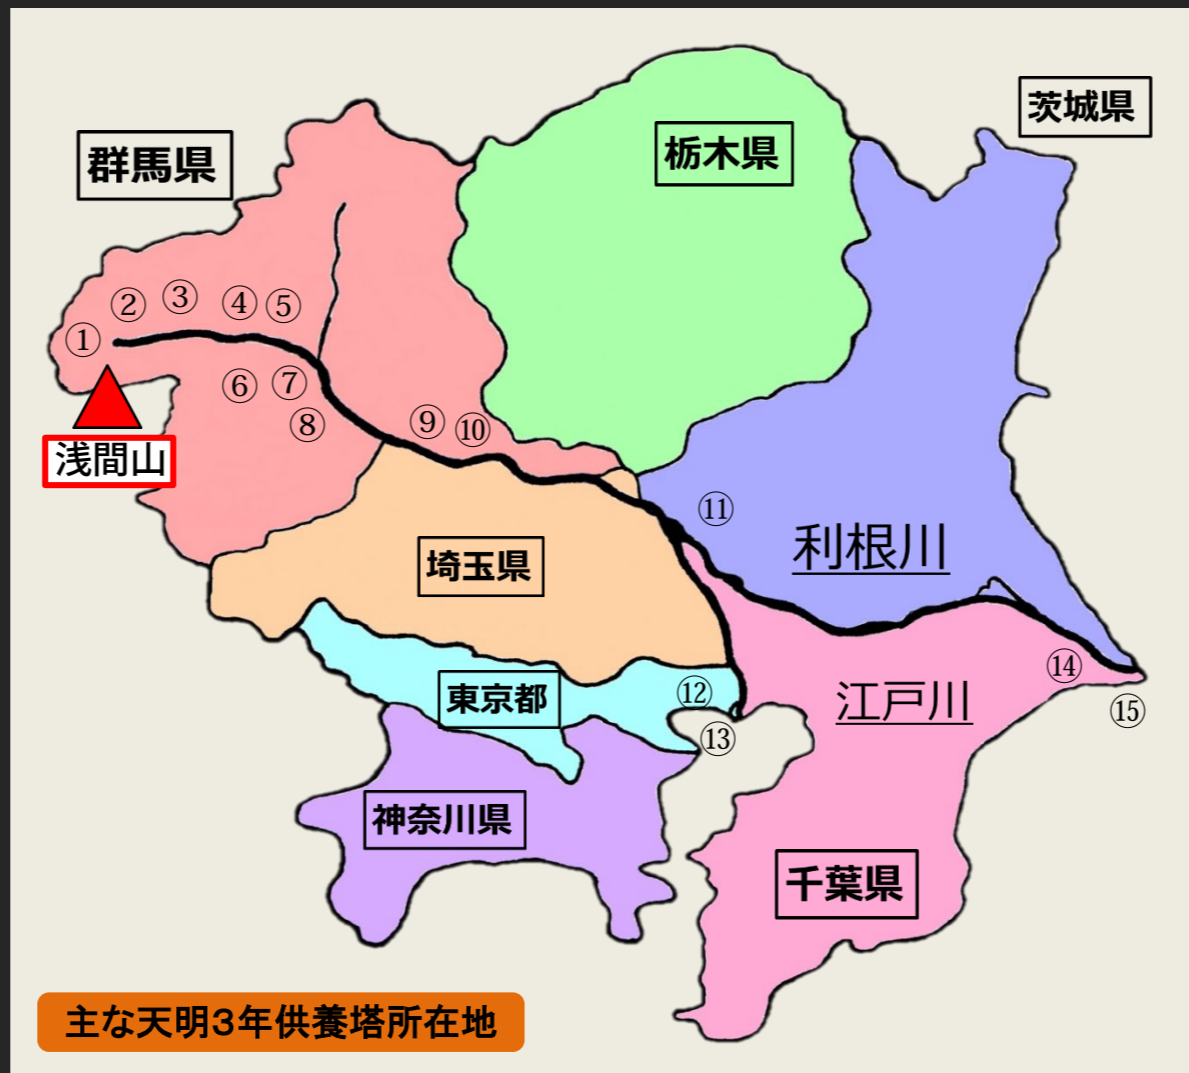 茨城県
栃木県
群馬県
②
③
④
⑤
①
⑥
⑦
⑧
⑨
⑩
浅間山
⑪
利根川
埼玉県
⑫
⑬
⑭
⑮
東京都
江戸川
神奈川県
千葉県
主な天明3年供養塔所在地